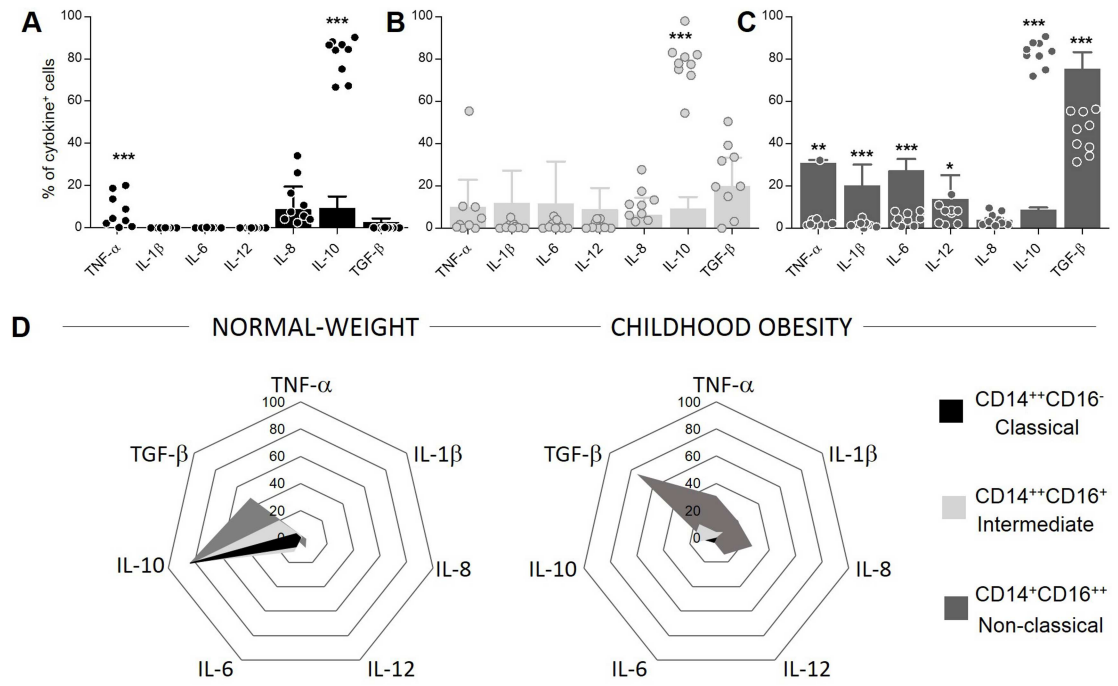 A
B
C
% of cytokine⁺ cells
100
80
60
40
20
0
***
***
TNF-α
IL-1β
IL-6
IL-12
IL-8
IL-10
TGF-β
100
80
60
40
20
0
***
TNF-α
IL-1β
IL-6
IL-12
IL-8
IL-10
TGF-β
100
80
60
40
20
0
**
***
***
*
***
***
TNF-α
IL-1β
IL-6
IL-12
IL-8
IL-10
TGF-β
D
NORMAL-WEIGHT
CHILDHOOD OBESITY
TNF-α
100
80
60
40
20
0
TGF-β
IL-1β
IL-10
IL-8
IL-6
IL-12
TNF-α
100
80
60
40
20
0
TGF-β
IL-1β
IL-10
IL-8
IL-6
IL-12
CD14⁺⁺CD16⁻
Classical
CD14⁺⁺CD16⁺
Intermediate
CD14⁺CD16⁺⁺
Non-classical